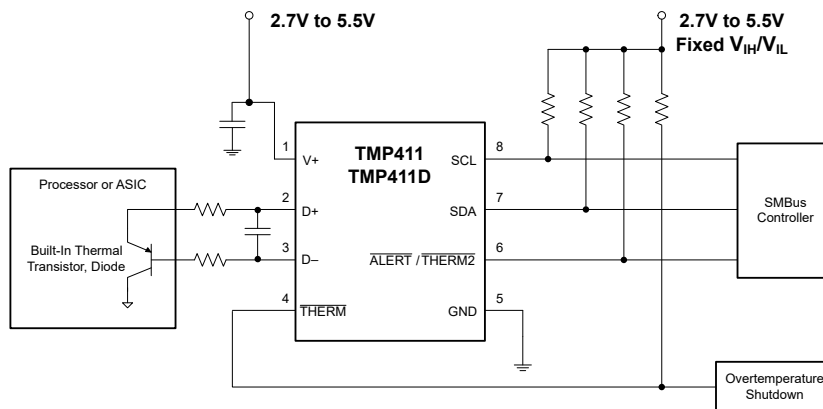 2.7V to 5.5V
2.7V to 5.5V
Fixed VIH/VIL
1
V+
TMP411
TMP411D
SCL
8
Processor or ASIC
2
D+
SDA
7
SMBus
Controller
Built-In Thermal
Transistor, Diode
3
D–
ALERT / THERM2
6
4
THERM
GND
5
Overtemperature
Shutdown